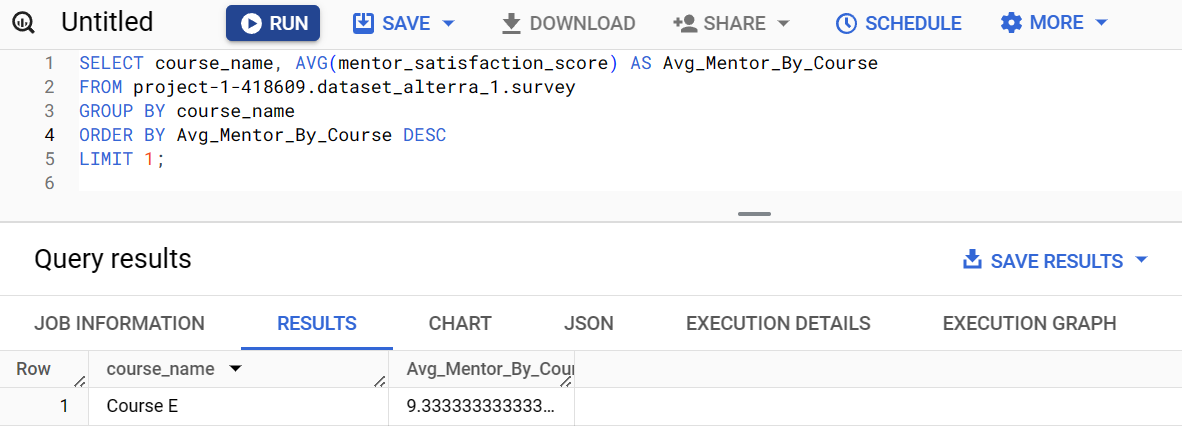 Untitled RUN SAVE DOWNLOAD SHARE SCHEDULE MORE
1 SELECT course_name, AVG(mentor_satisfaction_score) AS Avg_Mentor_By_Course
2 FROM project-1-418609.dataset_alterra_1.survey
3 GROUP BY course_name
4 ORDER BY Avg_Mentor_By_Course DESC
5 LIMIT 1;
6
Query results SAVE RESULTS
JOB INFORMATION RESULTS CHART JSON EXECUTION DETAILS EXECUTION GRAPH
Row course_name Avg_Mentor_By_Cour
1 Course E 9.333333333333...